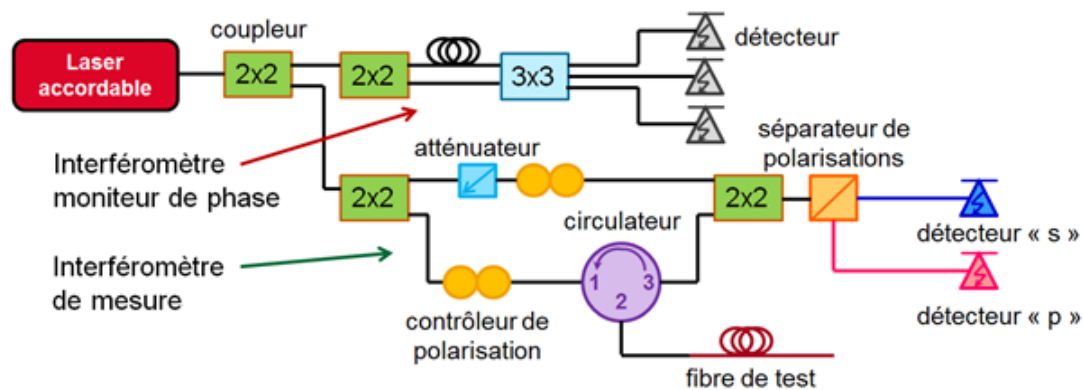 coupleur
Laser
accordable
2x2
2x2
3x3
détecteur
Interféromètre
moniteur de phase
atténuateur
séparateur de
polarisations
2x2
2x2
circulateur
détecteur « s »
Interféromètre
de mesure
1
2
3
contrôleur de
polarisation
détecteur « p »
fibre de test